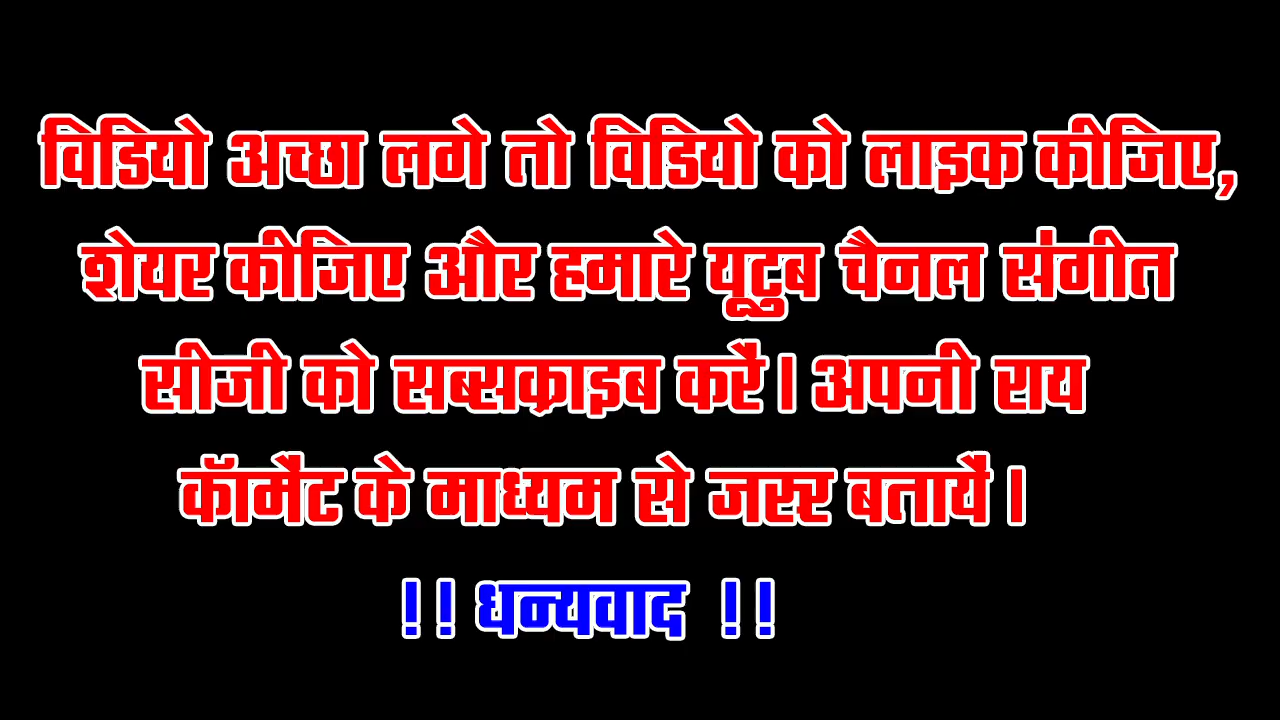 विडियो अच्छा लगे तो विडियो को लाइक कीजिए,
शेयर कीजिए और हमारे यूटुब चैनल संगीत
सीजी को सब्सक्राइब करें। अपनी राय
कॉमेंट के माध्यम से जरूर बतायें।
!! धन्यवाद !!